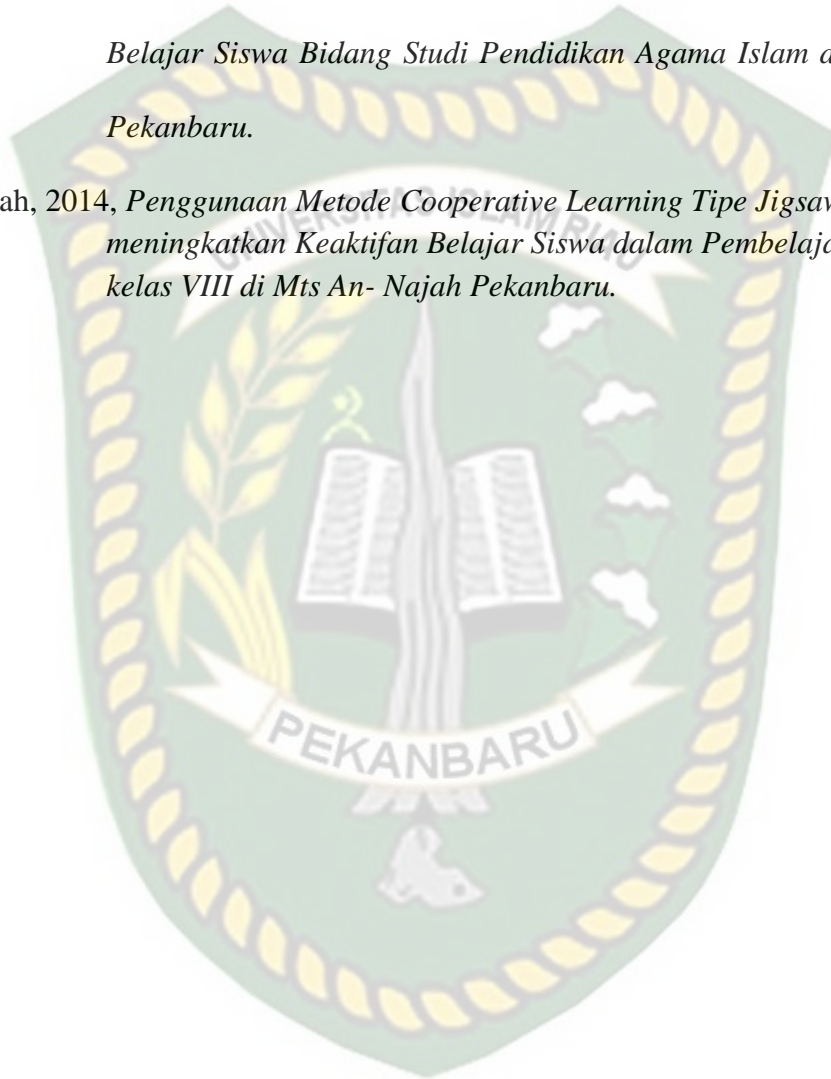 Belajar Siswa Bidang Studi Pendidikan Agama Islam
Pekanbaru.
ah, 2014, Penggunaan Metode Cooperative Learning Tipe Jigsaw
meningkatkan Keaktifan Belajar Siswa dalam
kelas VIII di Mts An- Najah Pekanbaru.
UNIVERSITAS ISLAM RIAU
PEKANBARU